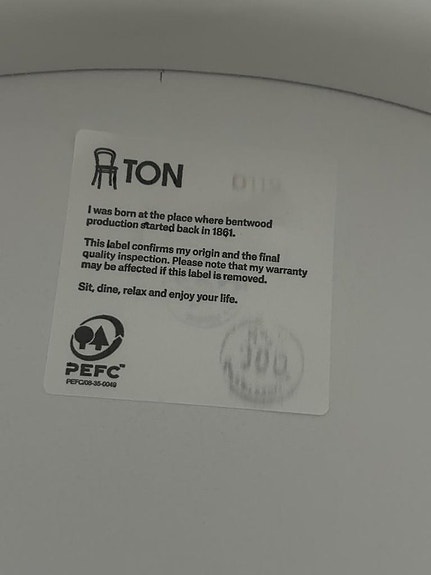 TON
I was born at the place where bentwood
production started back in 1861.
This label confirms my origin and the final
quality inspection. Please note that my warranty
may be affected if this label is removed.
Sit, dine, relax and enjoy your life.
PEFC™
PEFC/08-35-0049